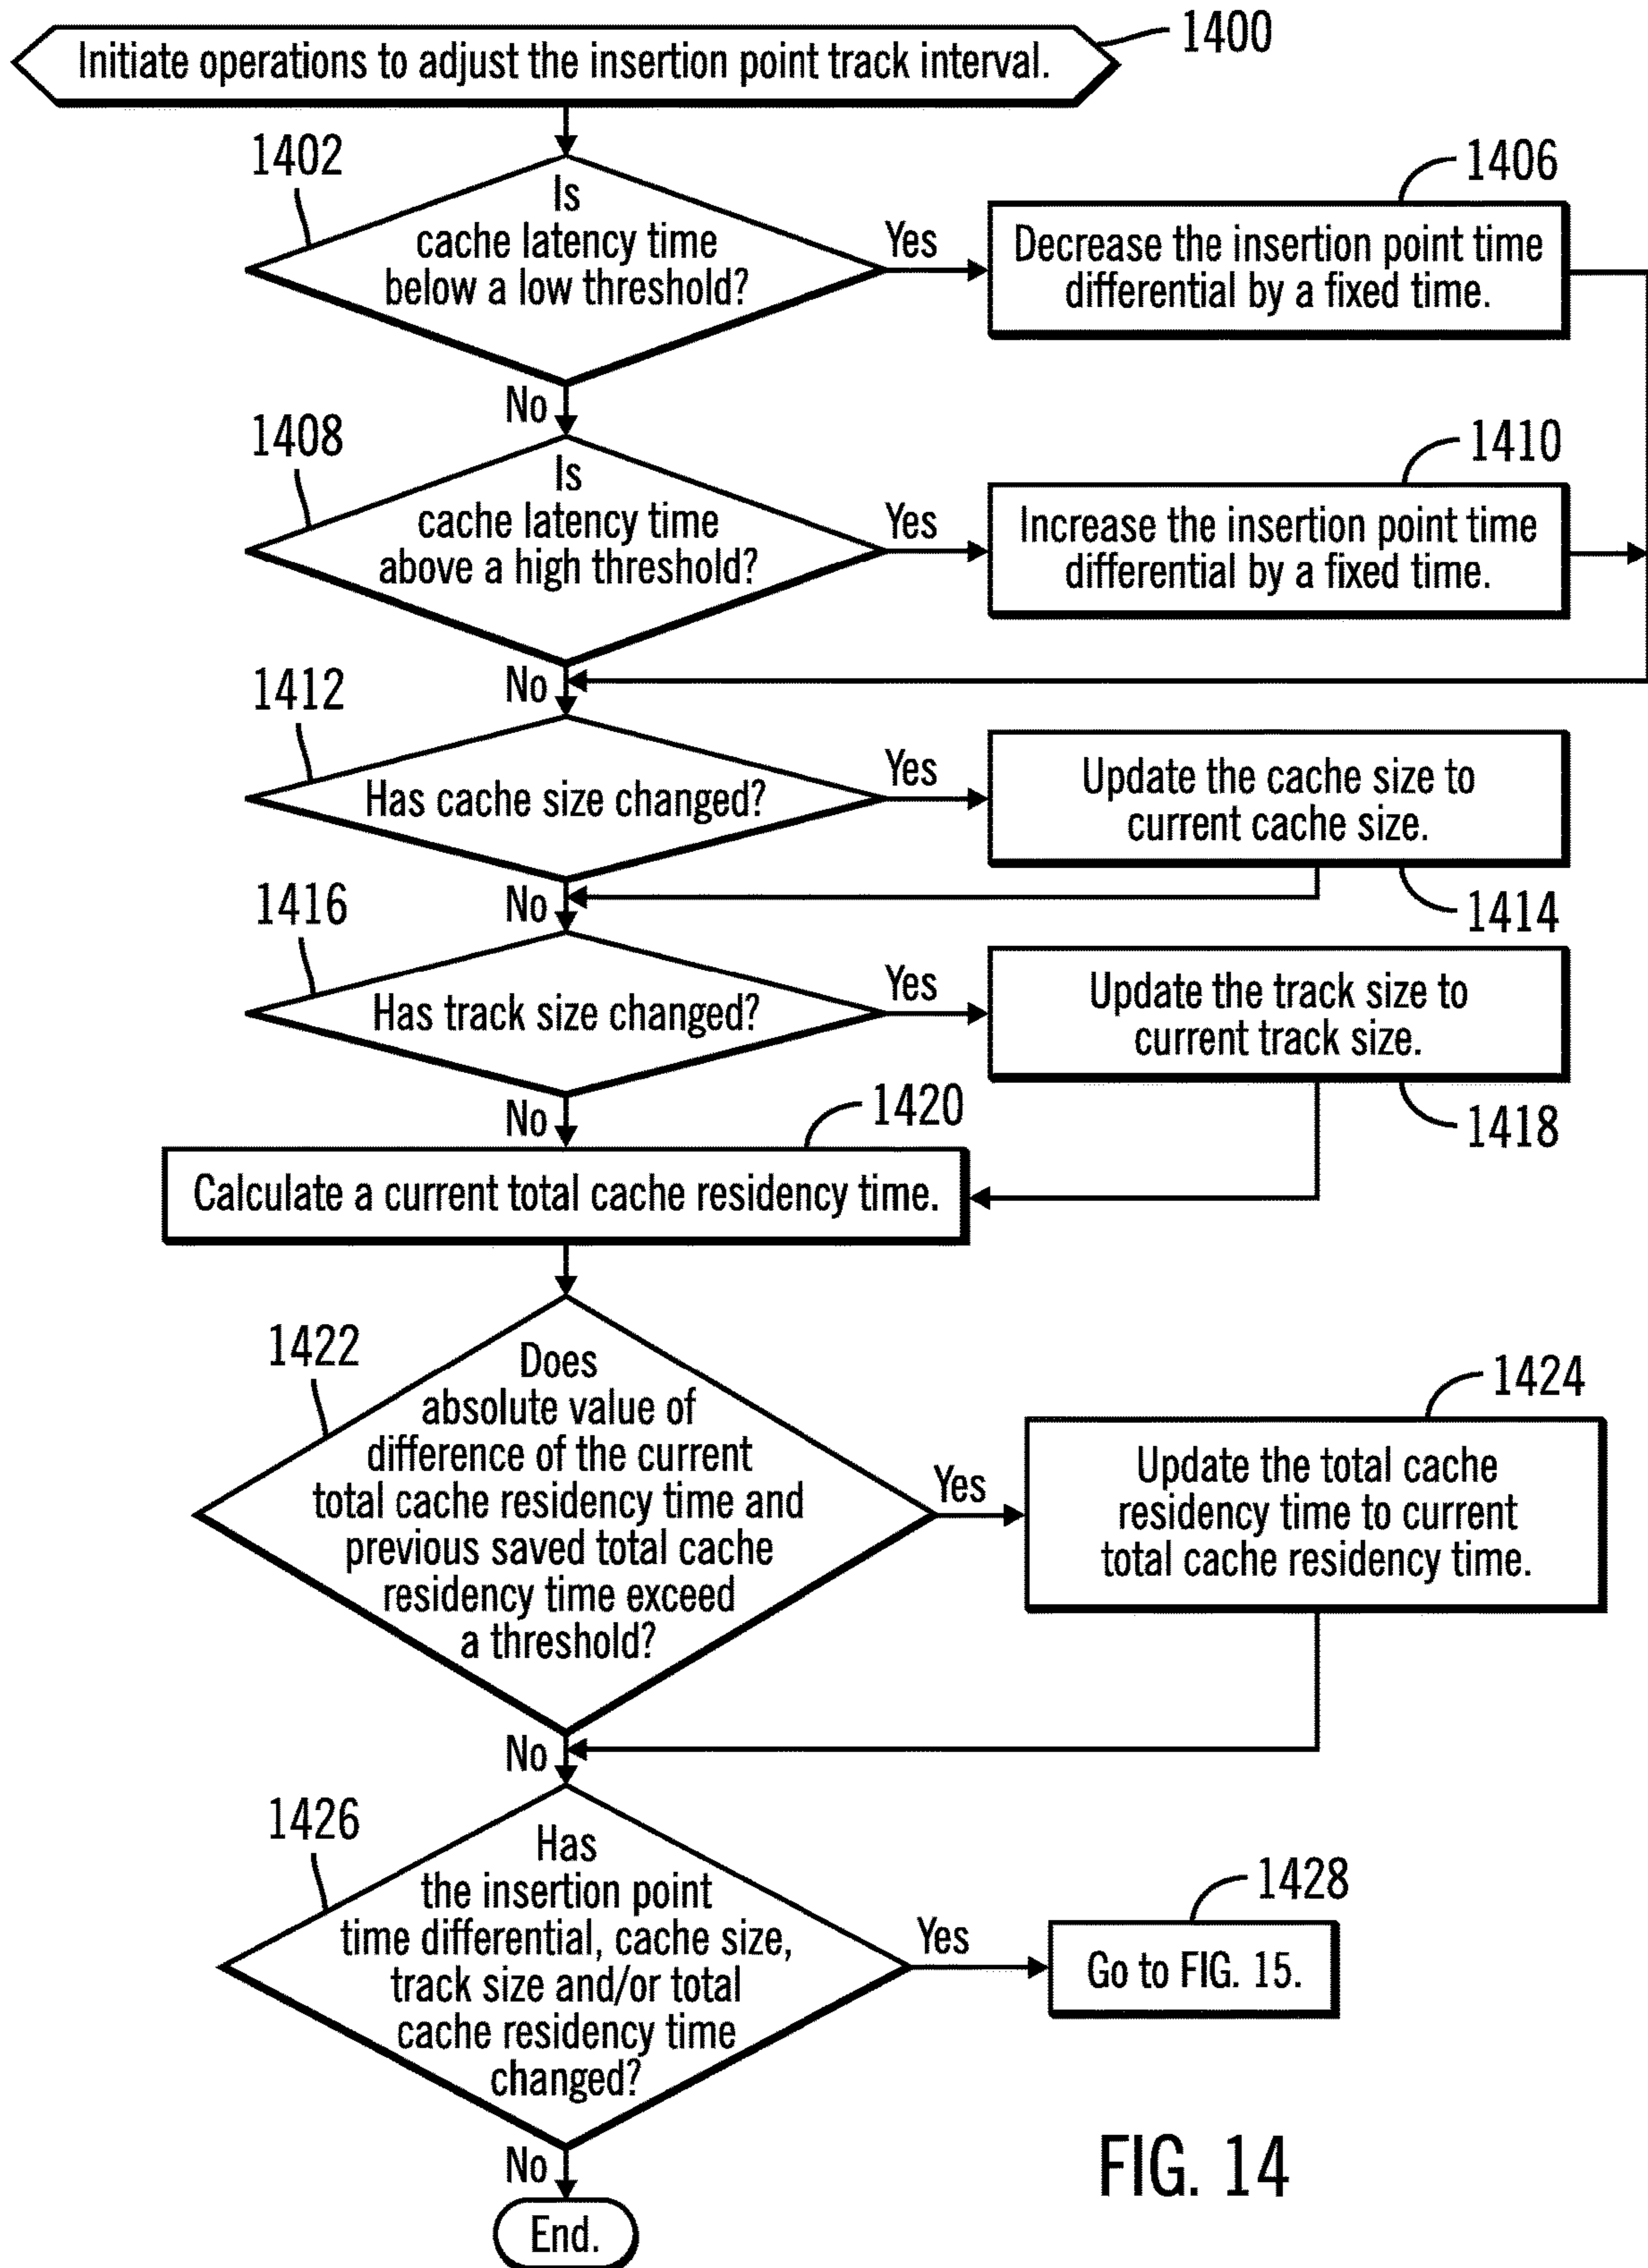 1400
Initiate operations to adjust the insertion point track interval.
1402
Is
cache latency time
below a low threshold?
Yes
1406
Decrease the insertion point time
differential by a fixed time.
No
1408
Is
cache latency time
above a high threshold?
Yes
1410
Increase the insertion point time
differential by a fixed time.
No
1412
Has cache size changed?
Yes
Update the cache size to
current cache size.
1414
No
1416
Has track size changed?
Yes
Update the track size to
current track size.
1418
No
1420
Calculate a current total cache residency time.
1422
Does
absolute value of
difference of the current
total cache residency time and
previous saved total cache
residency time exceed
a threshold?
Yes
1424
Update the total cache
residency time to current
total cache residency time.
No
1426
Has
the insertion point
time differential, cache size,
track size and/or total
cache residency time
changed?
Yes
1428
Go to FIG. 15.
No
End.
FIG. 14